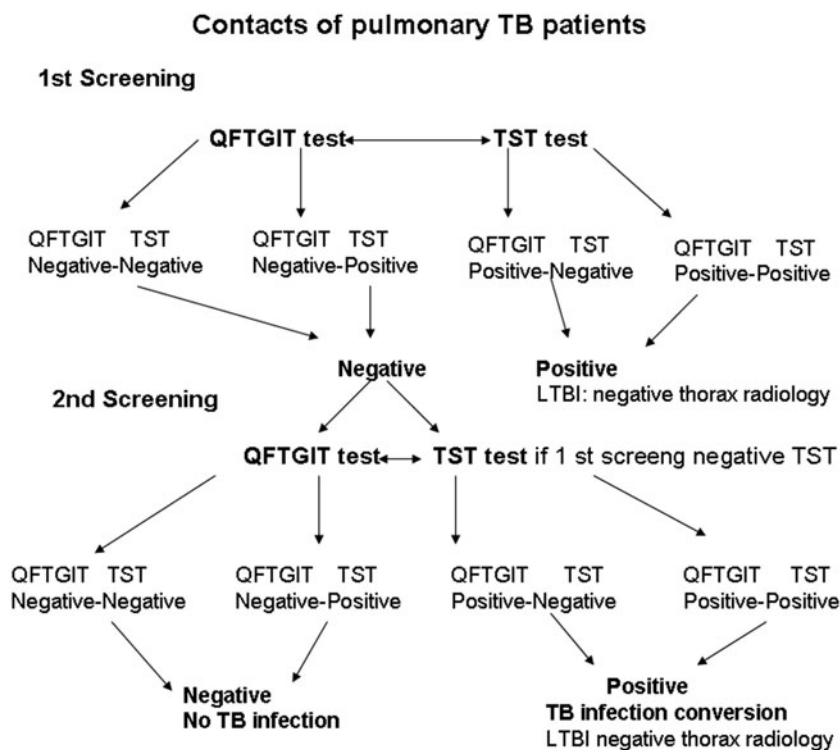 Contacts of pulmonary TB patients
1st Screening
QFTGIT test TST test
QFTGIT TST
Negative-Negative
QFTGIT TST
Negative-Positive
QFTGIT TST
Positive-Negative
QFTGIT TST
Positive-Positive
Negative
Positive
LTBI: negative thorax radiology
2nd Screening
QFTGIT test TST test if 1 st screeng negative TST
QFTGIT TST
Negative-Negative
QFTGIT TST
Negative-Positive
QFTGIT TST
Positive-Negative
QFTGIT TST
Positive-Positive
Negative
No TB infection
Positive
TB infection conversion
LTBI negative thorax radiology